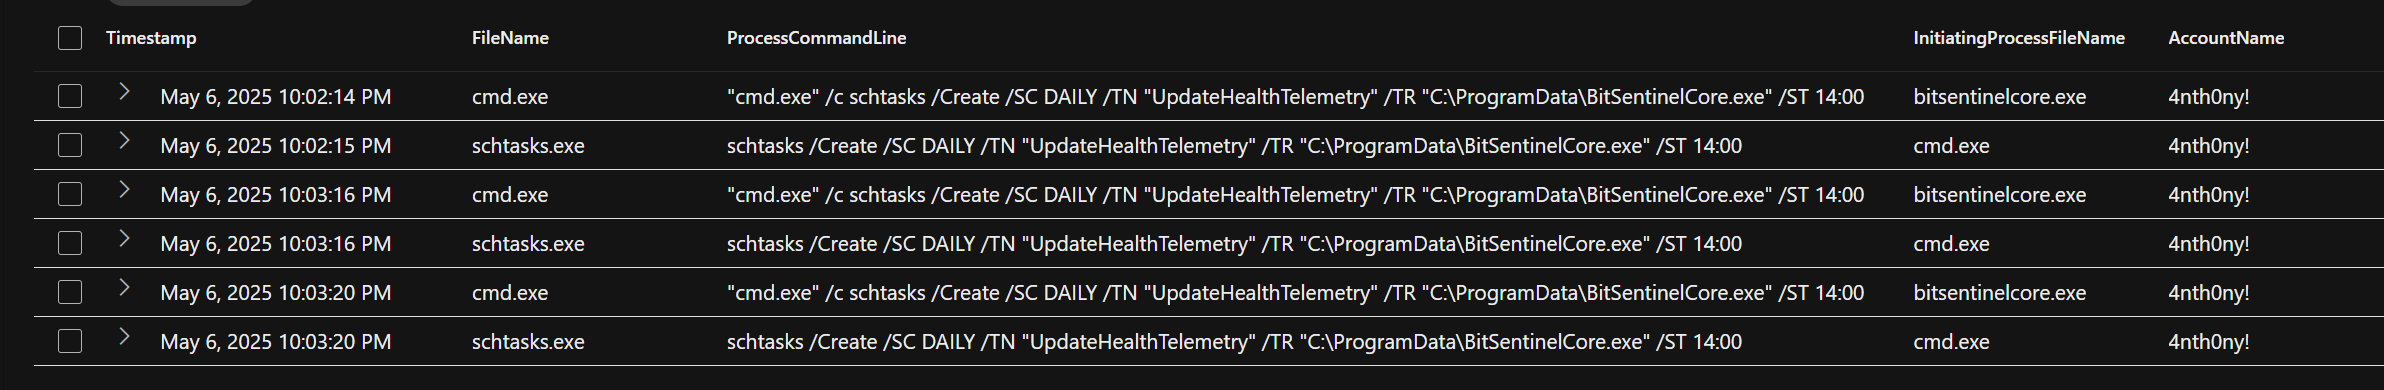 Timestamp FileName ProcessCommandLine InitiatingProcessFileName AccountName
May 6, 2025 10:02:14 PM cmd.exe "cmd.exe" /c schtasks /Create /SC DAILY /TN "UpdateHealthTelemetry" /TR "C:\ProgramData\BitSentinelCore.exe" /ST 14:00 bitsentinelcore.exe 4nth0ny!
May 6, 2025 10:02:15 PM schtasks.exe schtasks /Create /SC DAILY /TN "UpdateHealthTelemetry" /TR "C:\ProgramData\BitSentinelCore.exe" /ST 14:00 cmd.exe 4nth0ny!
May 6, 2025 10:03:16 PM cmd.exe "cmd.exe" /c schtasks /Create /SC DAILY /TN "UpdateHealthTelemetry" /TR "C:\ProgramData\BitSentinelCore.exe" /ST 14:00 bitsentinelcore.exe 4nth0ny!
May 6, 2025 10:03:16 PM schtasks.exe schtasks /Create /SC DAILY /TN "UpdateHealthTelemetry" /TR "C:\ProgramData\BitSentinelCore.exe" /ST 14:00 cmd.exe 4nth0ny!
May 6, 2025 10:03:20 PM cmd.exe "cmd.exe" /c schtasks /Create /SC DAILY /TN "UpdateHealthTelemetry" /TR "C:\ProgramData\BitSentinelCore.exe" /ST 14:00 bitsentinelcore.exe 4nth0ny!
May 6, 2025 10:03:20 PM schtasks.exe schtasks /Create /SC DAILY /TN "UpdateHealthTelemetry" /TR "C:\ProgramData\BitSentinelCore.exe" /ST 14:00 cmd.exe 4nth0ny!